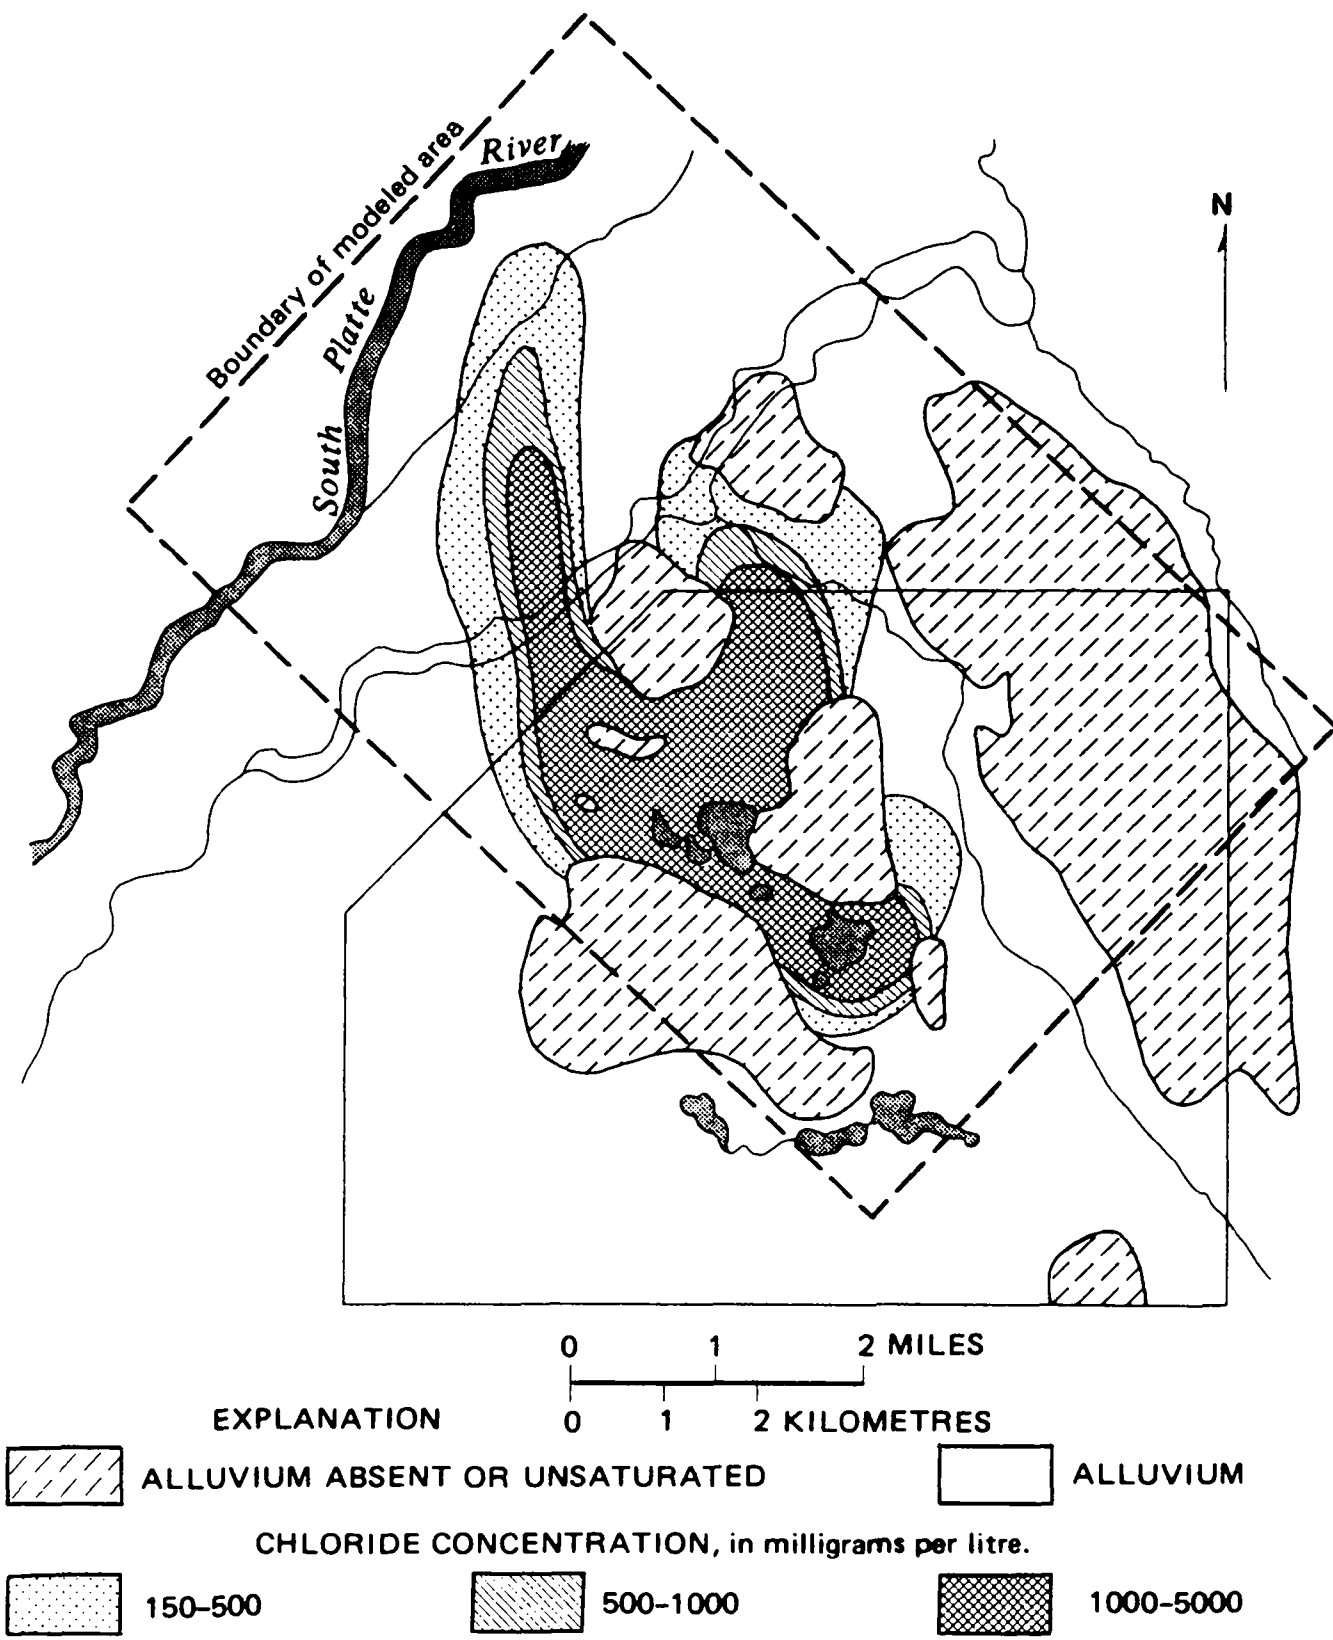 River
Boundary of modeled area
Platte
South
N
0 1 2 MILES
0 1 2 KILOMETRES
EXPLANATION
ALLUVIUM ABSENT OR UNSATURATED
ALLUVIUM
CHLORIDE CONCENTRATION, in milligrams per litre.
150–500
500–1000
1000–5000